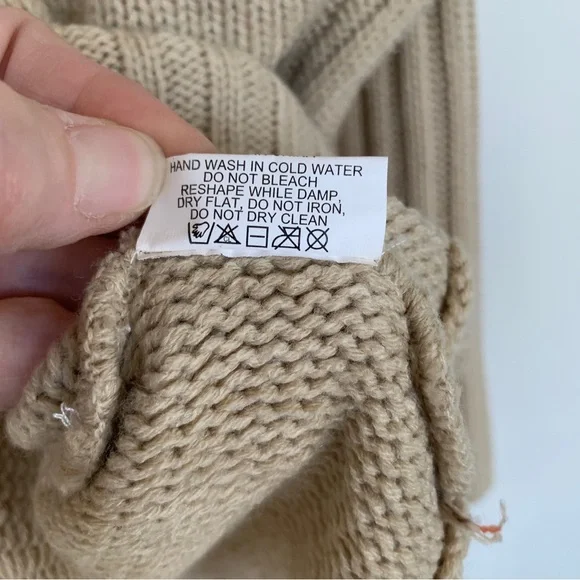 HAND WASH IN COLD WATER
DO NOT BLEACH
RESHAPE WHILE DAMP,
DRY FLAT, DO NOT IRON,
DO NOT DRY CLEAN